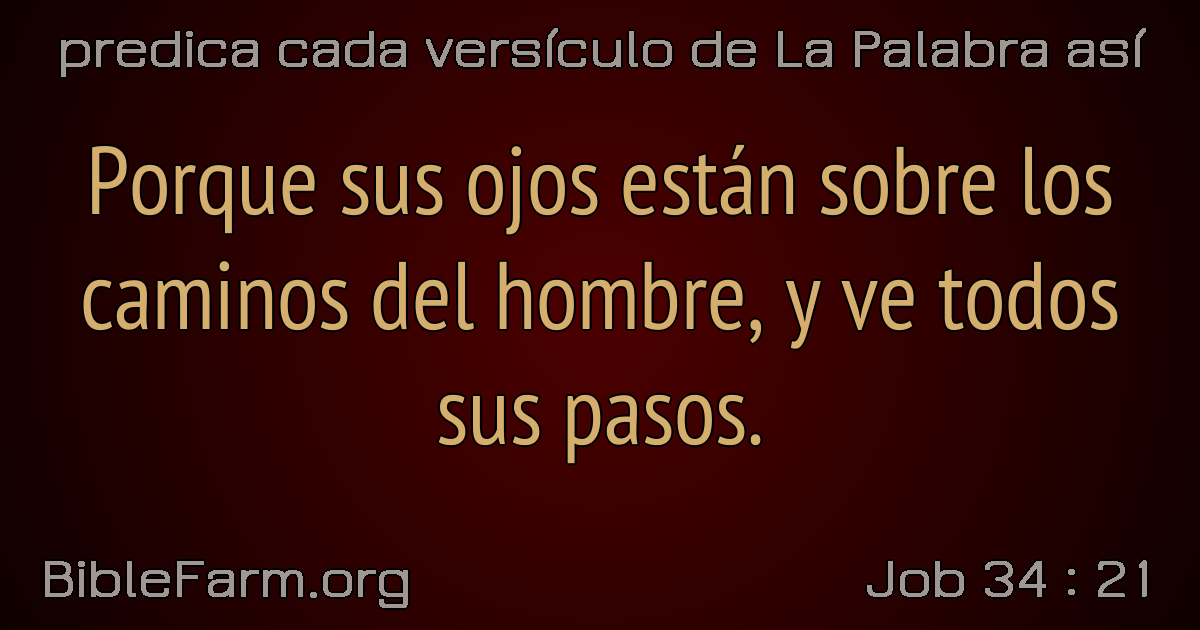 predica cada versículo de La Palabra así
Porque sus ojos están sobre los
caminos del hombre, y ve todos
sus pasos.
BibleFarm.org
Job 34 : 21